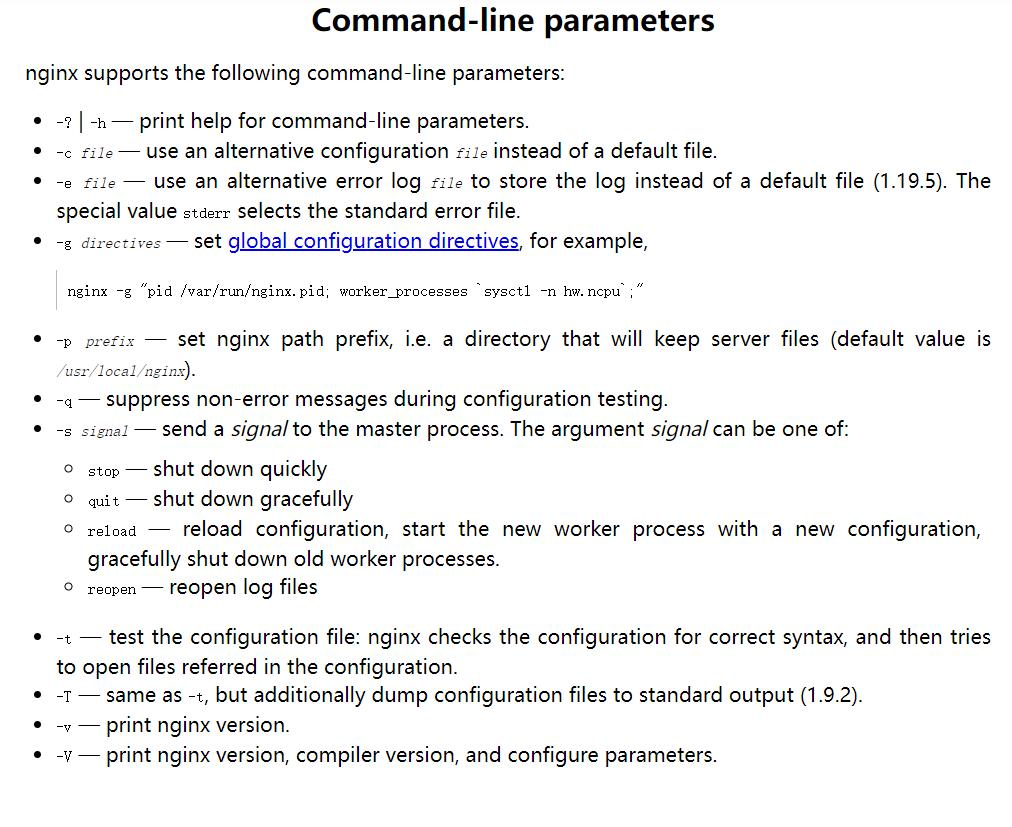 Command-line parameters
nginx supports the following command-line parameters:
• -? | -h — print help for command-line parameters.
• -c file — use an alternative configuration file instead of a default file.
• -e file — use an alternative error log file to store the log instead of a default file (1.19.5). The
special value stderr selects the standard error file.
• -g directives — set global configuration directives, for example,
nginx -g "pid /var/run/nginx.pid; worker_processes `sysctl -n hw.ncpu`;"
• -p prefix — set nginx path prefix, i.e. a directory that will keep server files (default value is
/usr/local/nginx).
• -q — suppress non-error messages during configuration testing.
• -s signal — send a signal to the master process. The argument signal can be one of:
◦ stop — shut down quickly
◦ quit — shut down gracefully
◦ reload — reload configuration, start the new worker process with a new configuration,
gracefully shut down old worker processes.
◦ reopen — reopen log files
• -t — test the configuration file: nginx checks the configuration for correct syntax, and then tries
to open files referred in the configuration.
• -T — same as -t, but additionally dump configuration files to standard output (1.9.2).
• -v — print nginx version.
• -V — print nginx version, compiler version, and configure parameters.